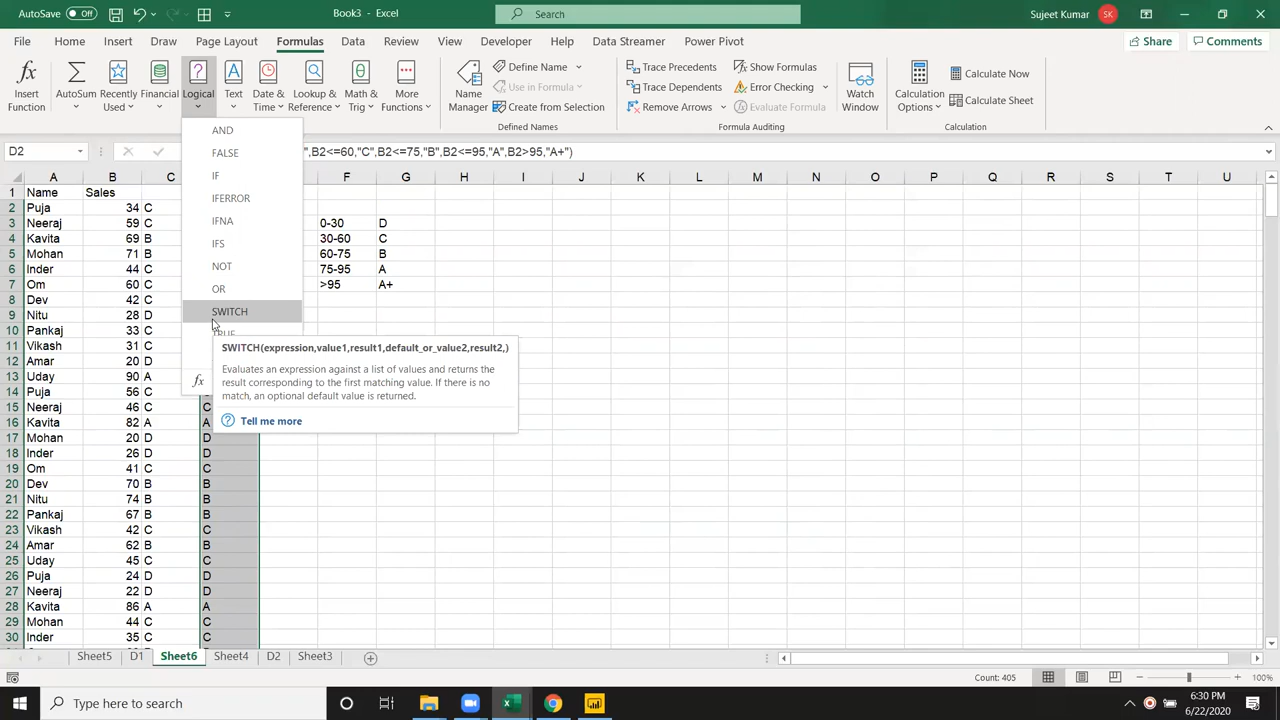 AutoSave Off Book3 - Excel Search Sujeet Kumar SK
File Home Insert Draw Page Layout Formulas Data Review View Developer Help Data Streamer Power Pivot Share Comments
Insert Function AutoSum Recently Used Financial Logical Text Date & Time Lookup & Reference Math & Trig More Functions
Name Manager Define Name Use in Formula Create from Selection
Defined Names
Trace Precedents Trace Dependents Remove Arrows Show Formulas Error Checking Evaluate Formula Watch Window
Formula Auditing
Calculation Options Calculate Now Calculate Sheet
Calculation
D2 ",B2<=60,"C",B2<=75,"B",B2<=95,"A",B2>95,"A+")
AND
FALSE
IF
IFERROR
IFNA
IFS
NOT
OR
SWITCH
TRUE
fx
SWITCH(expression,value1,result1,default_or_value2,result2,)
Evaluates an expression against a list of values and returns the
result corresponding to the first matching value. If there is no
match, an optional default value is returned.
? Tell me more
A B C F G H I J K L M N O P Q R S T U
1 Name Sales
2 Puja 34 C
3 Neeraj 59 C 0-30 D
4 Kavita 69 B 30-60 C
5 Mohan 71 B 60-75 B
6 Inder 44 C 75-95 A
7 Om 60 C >95 A+
8 Dev 42 C
9 Nitu 28 D
10 Pankaj 33 C
11 Vikash 31 C
12 Amar 20 D
13 Uday 90 A
14 Puja 56 C
15 Neeraj 46 C C
16 Kavita 82 A A
17 Mohan 20 D D
18 Inder 26 D D
19 Om 41 C C
20 Dev 70 B B
21 Nitu 74 B B
22 Pankaj 67 B B
23 Vikash 42 C C
24 Amar 62 B B
25 Uday 45 C C
26 Puja 24 D D
27 Neeraj 22 D D
28 Kavita 86 A A
29 Mohan 44 C C
30 Inder 35 C C
Sheet5 D1 Sheet6 Sheet4 D2 Sheet3
Count: 405 100%
Type here to search
6:30 PM
6/22/2020